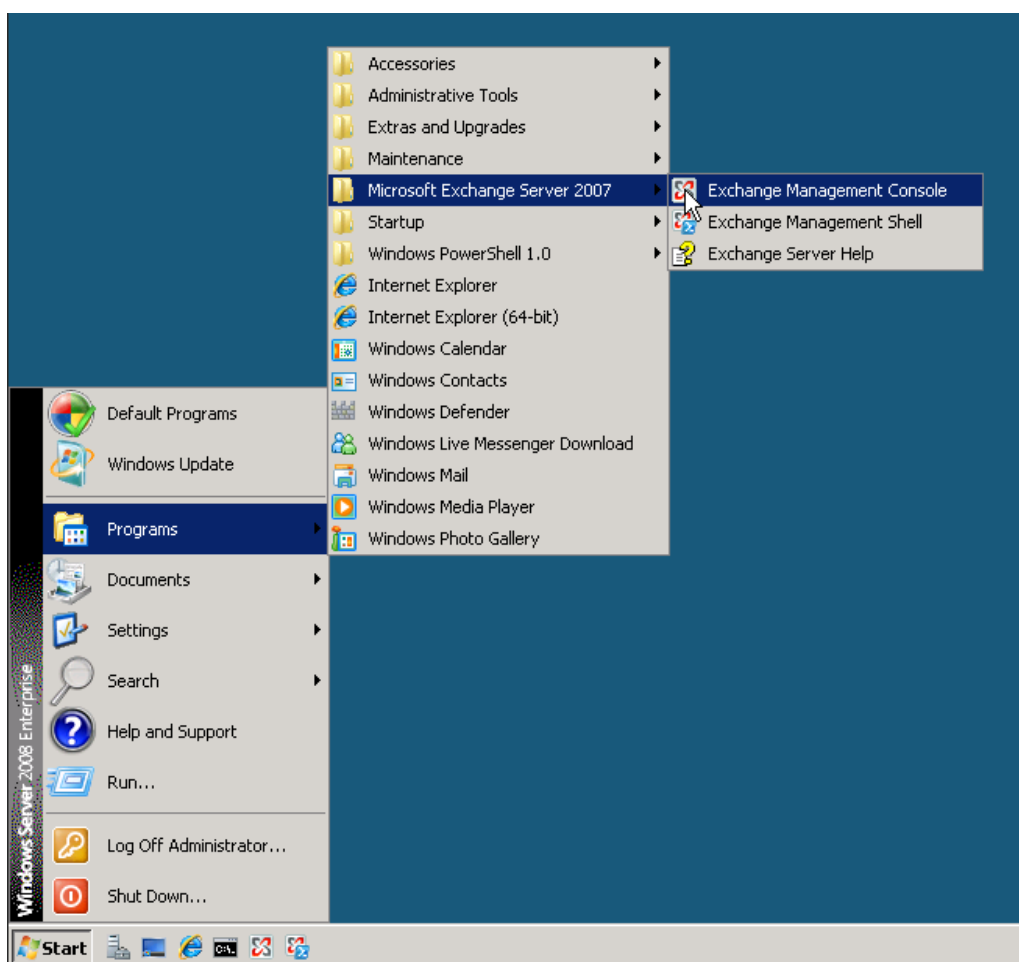 Accessories
Administrative Tools
Extras and Upgrades
Maintenance
Microsoft Exchange Server 2007
Startup
Windows PowerShell 1.0
Internet Explorer
Internet Explorer (64-bit)
Windows Calendar
Windows Contacts
Windows Defender
Windows Live Messenger Download
Windows Mail
Windows Media Player
Windows Photo Gallery
Exchange Management Console
Exchange Management Shell
Exchange Server Help
Default Programs
Windows Update
Programs
Documents
Settings
Search
Help and Support
Run...
Log Off Administrator...
Shut Down...
Windows Server 2008 Enterprise
Start